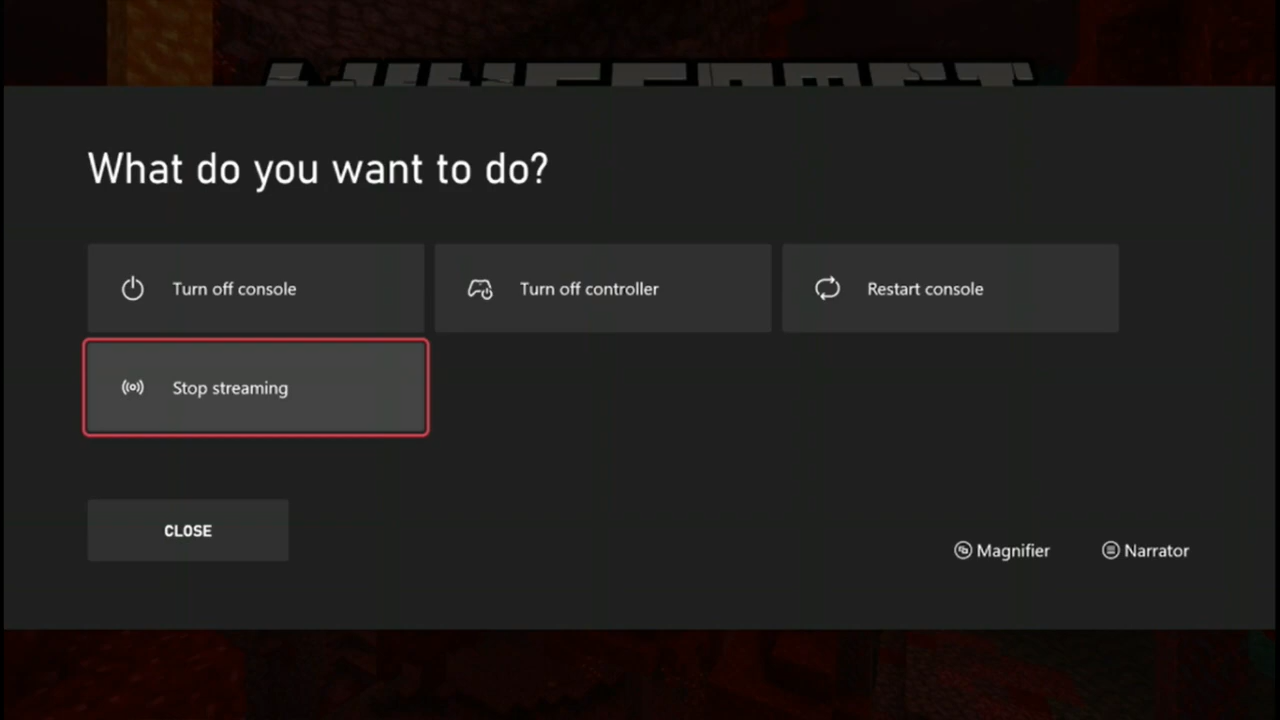 MINECRAFT
What do you want to do?
Turn off console
Turn off controller
Restart console
Stop streaming
CLOSE
Magnifier
Narrator